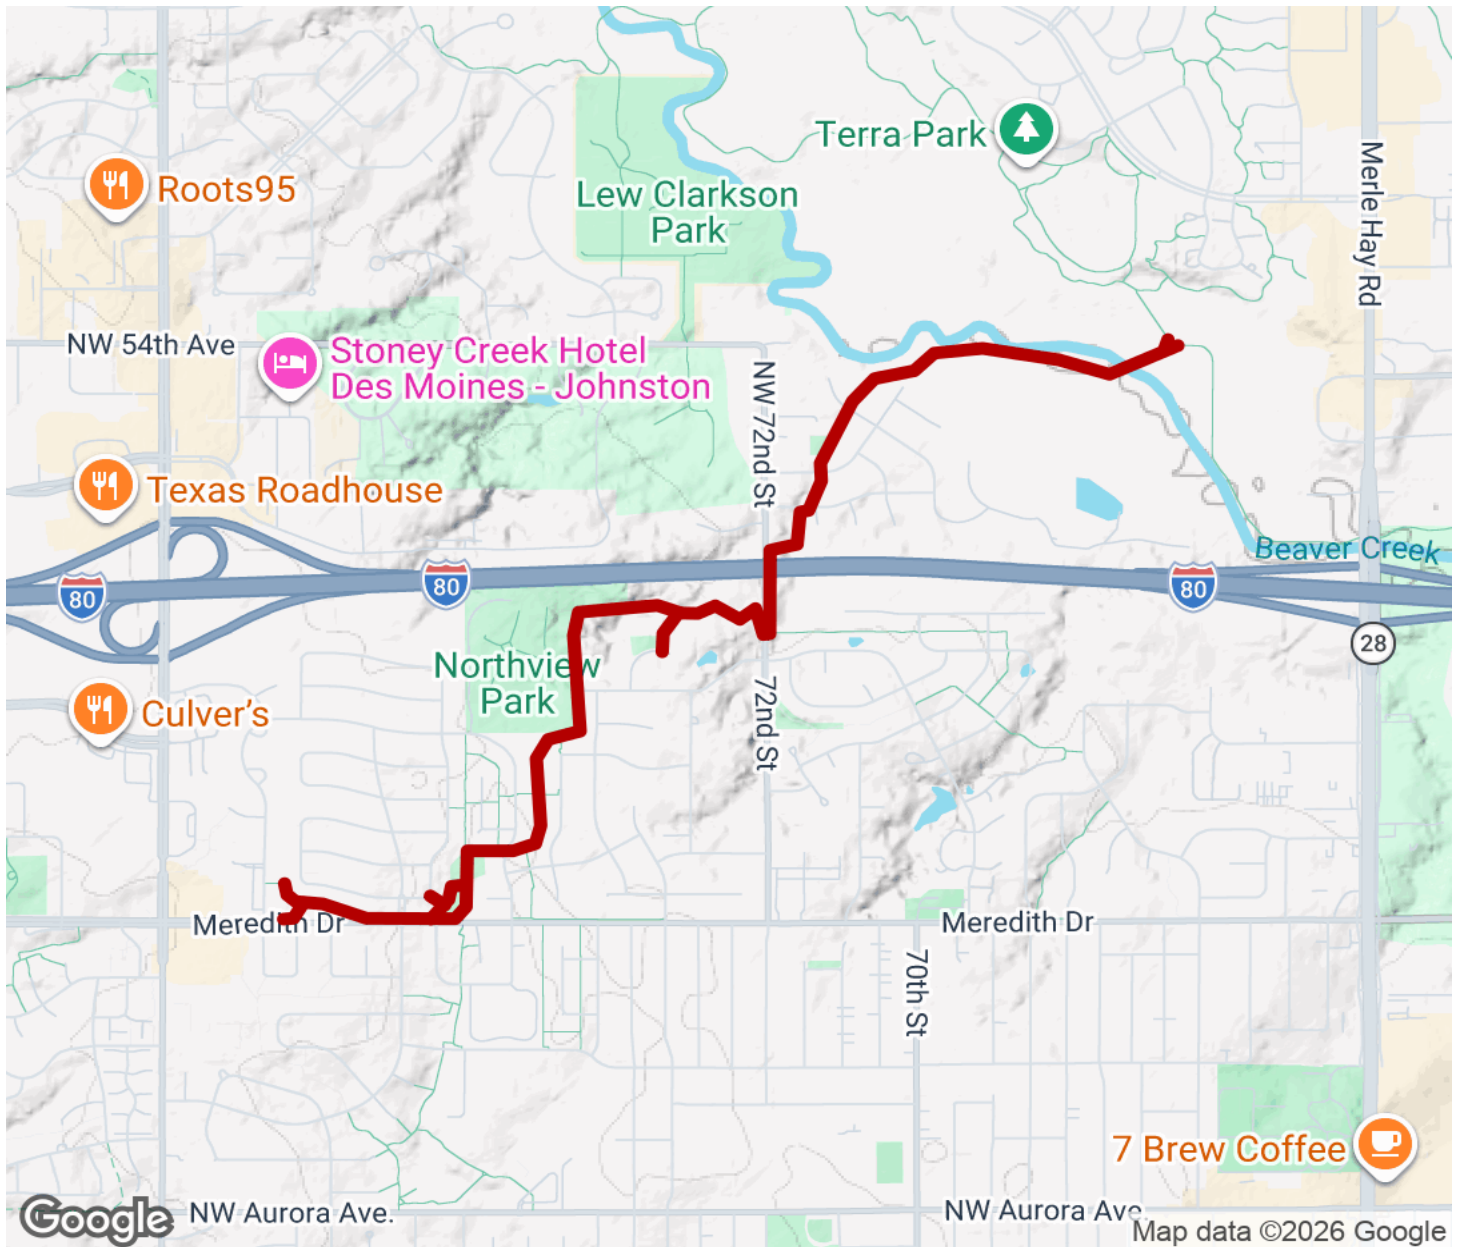 Terra Park
Merle Hay Rd
Roots95
Lew Clarkson
Park
NW 54th Ave
Stoney Creek Hotel
Des Moines - Johnston
NW 72nd St
Texas Roadhouse
Beaver Creek
80
80
80
28
Northview
Park
Culver's
72nd St
Meredith Dr
Meredith Dr
70th St
7 Brew Coffee
Google
NW Aurora Ave.
NW Aurora Ave.
Map data ©2026 Google